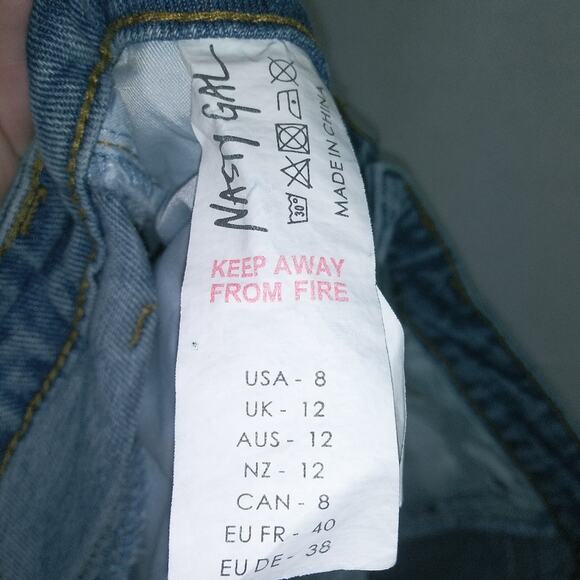 NASTY GAL
30°
MADE IN CHINA
KEEP AWAY
FROM FIRE
USA - 8
UK - 12
AUS - 12
NZ - 12
CAN - 8
EU FR - 40
EU DE - 38